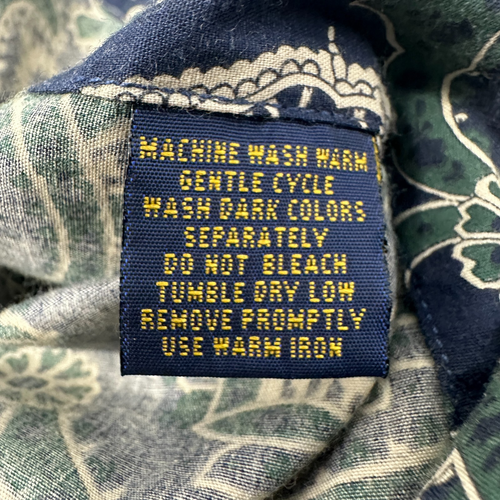 MACHINE WASH WARM
GENTLE CYCLE
WASH DARK COLORS
SEPARATELY
DO NOT BLEACH
TUMBLE DRY LOW
REMOVE PROMPTLY
USE WARM IRON